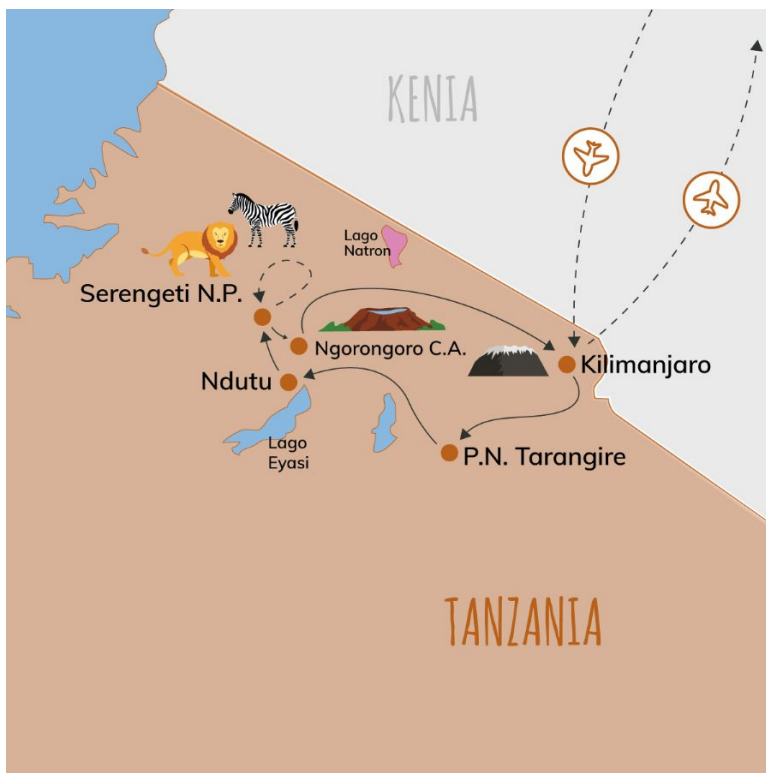 KENIA
Lago
Natron
Serengeti N.P.
Ngorongoro C.A.
Kilimanjaro
Ndutu
Lago
Eyasi
P.N. Tarangire
TANZANIA